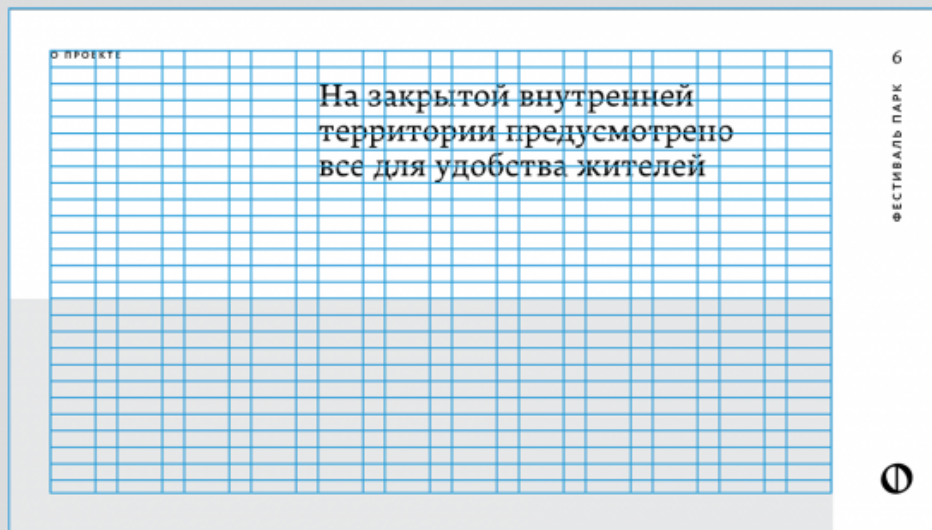 О ПРОЕКТЕ
На закрытой внутренней
территории предусмотрено
все для удобства жителей
6
ФЕСТИВАЛЬ ПАРК
Ф